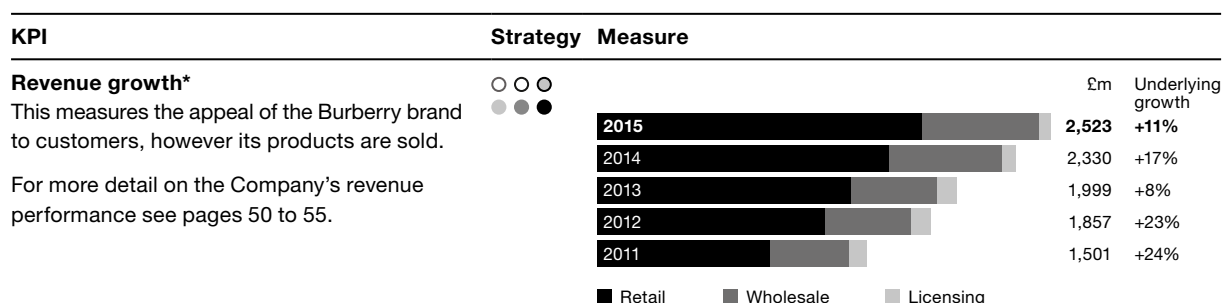 KPI Strategy Measure
Revenue growth*
This measures the appeal of the Burberry brand
to customers, however its products are sold.
For more detail on the Company’s revenue
performance see pages 50 to 55.
£m Underlying
growth
2015 2,523 +11%
2014 2,330 +17%
2013 1,999 +8%
2012 1,857 +23%
2011 1,501 +24%
Retail Wholesale Licensing